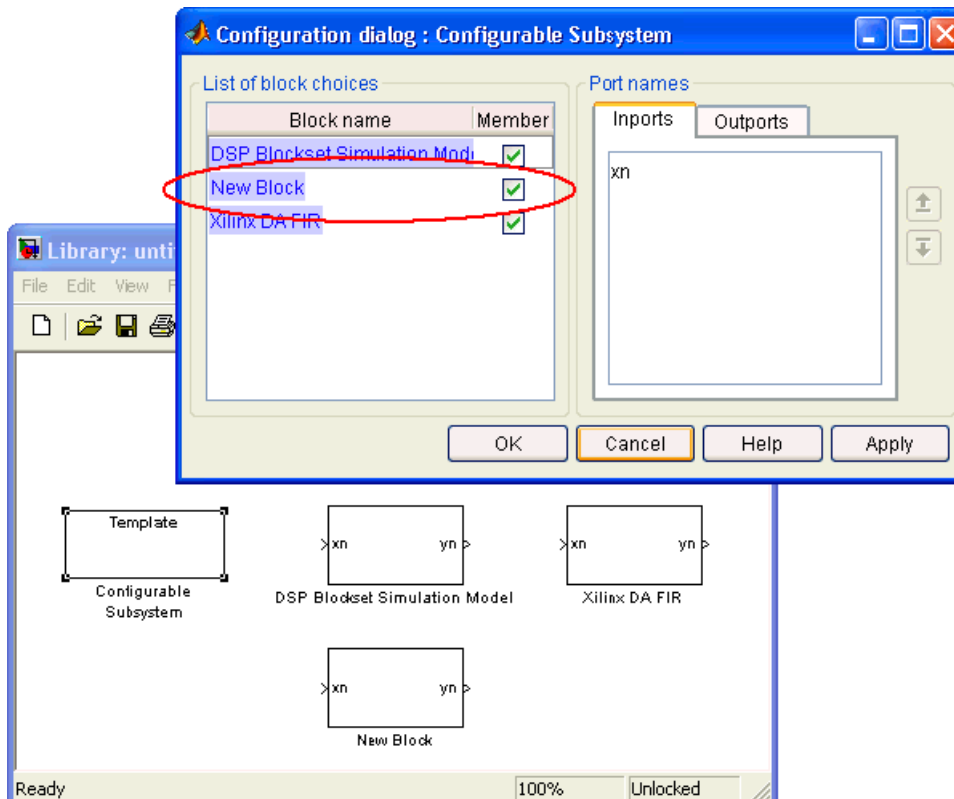 Configuration dialog : Configurable Subsystem
List of block choices
Block name Member
DSP Blockset Simulation Mod
New Block
Xilinx DA FIR
Port names
Inports Outports
xn
OK Cancel Help Apply
Library: unti
File Edit View F
Template
Configurable
Subsystem
xn yn
DSP Blockset Simulation Model
xn yn
Xilinx DA FIR
xn yn
New Block
Ready 100% Unlocked